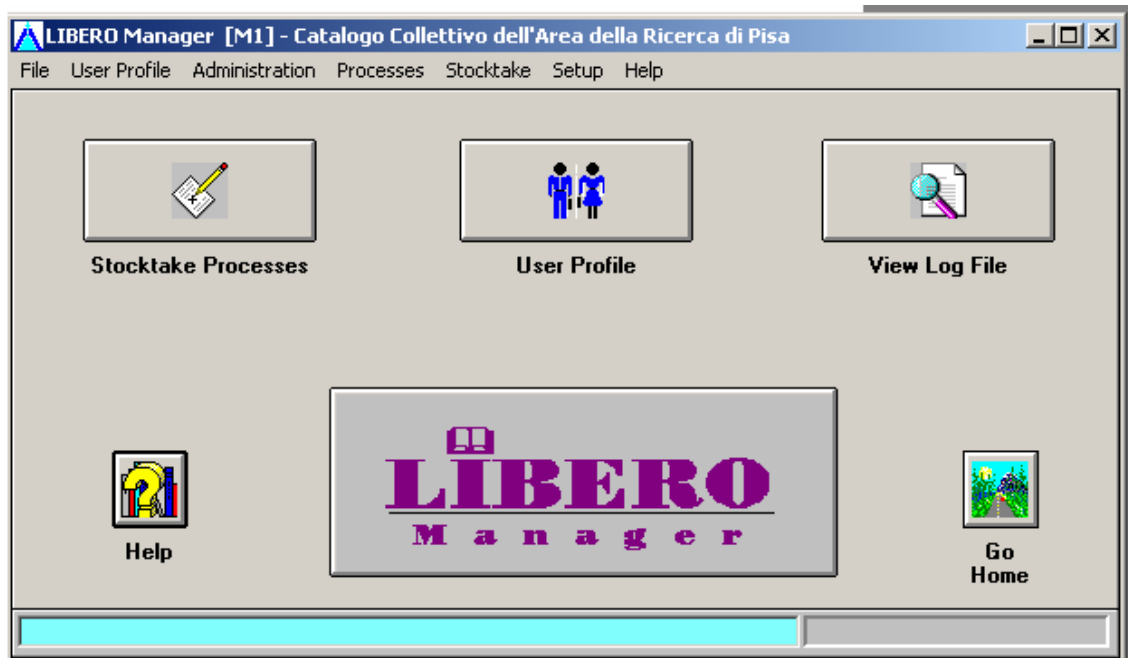 LIBERO Manager [M1] - Catalogo Collettivo dell'Area della Ricerca di Pisa
File User Profile Administration Processes Stocktake Setup Help
Stocktake Processes User Profile View Log File
LIBERO
Manager
Help
Go
Home